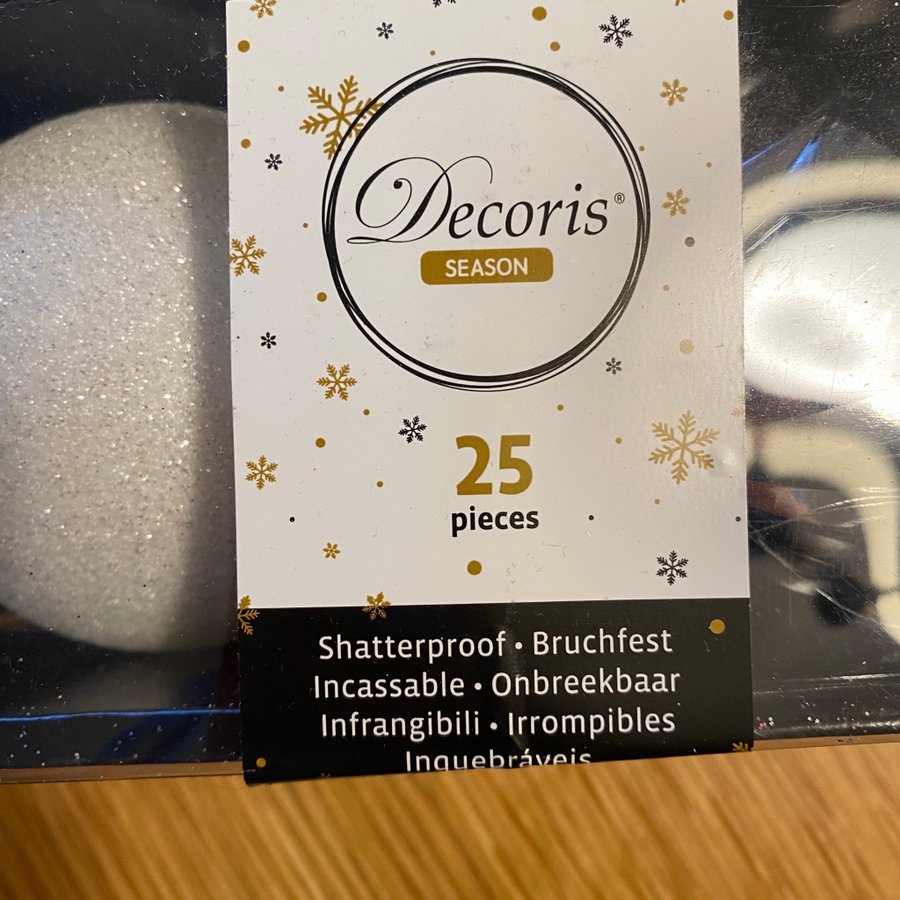 Decoris®
SEASON
25
pieces
Shatterproof • Bruchfest
Incassable • Onbreekbaar
Infrangibili • Irrompibles
Inquebráveis